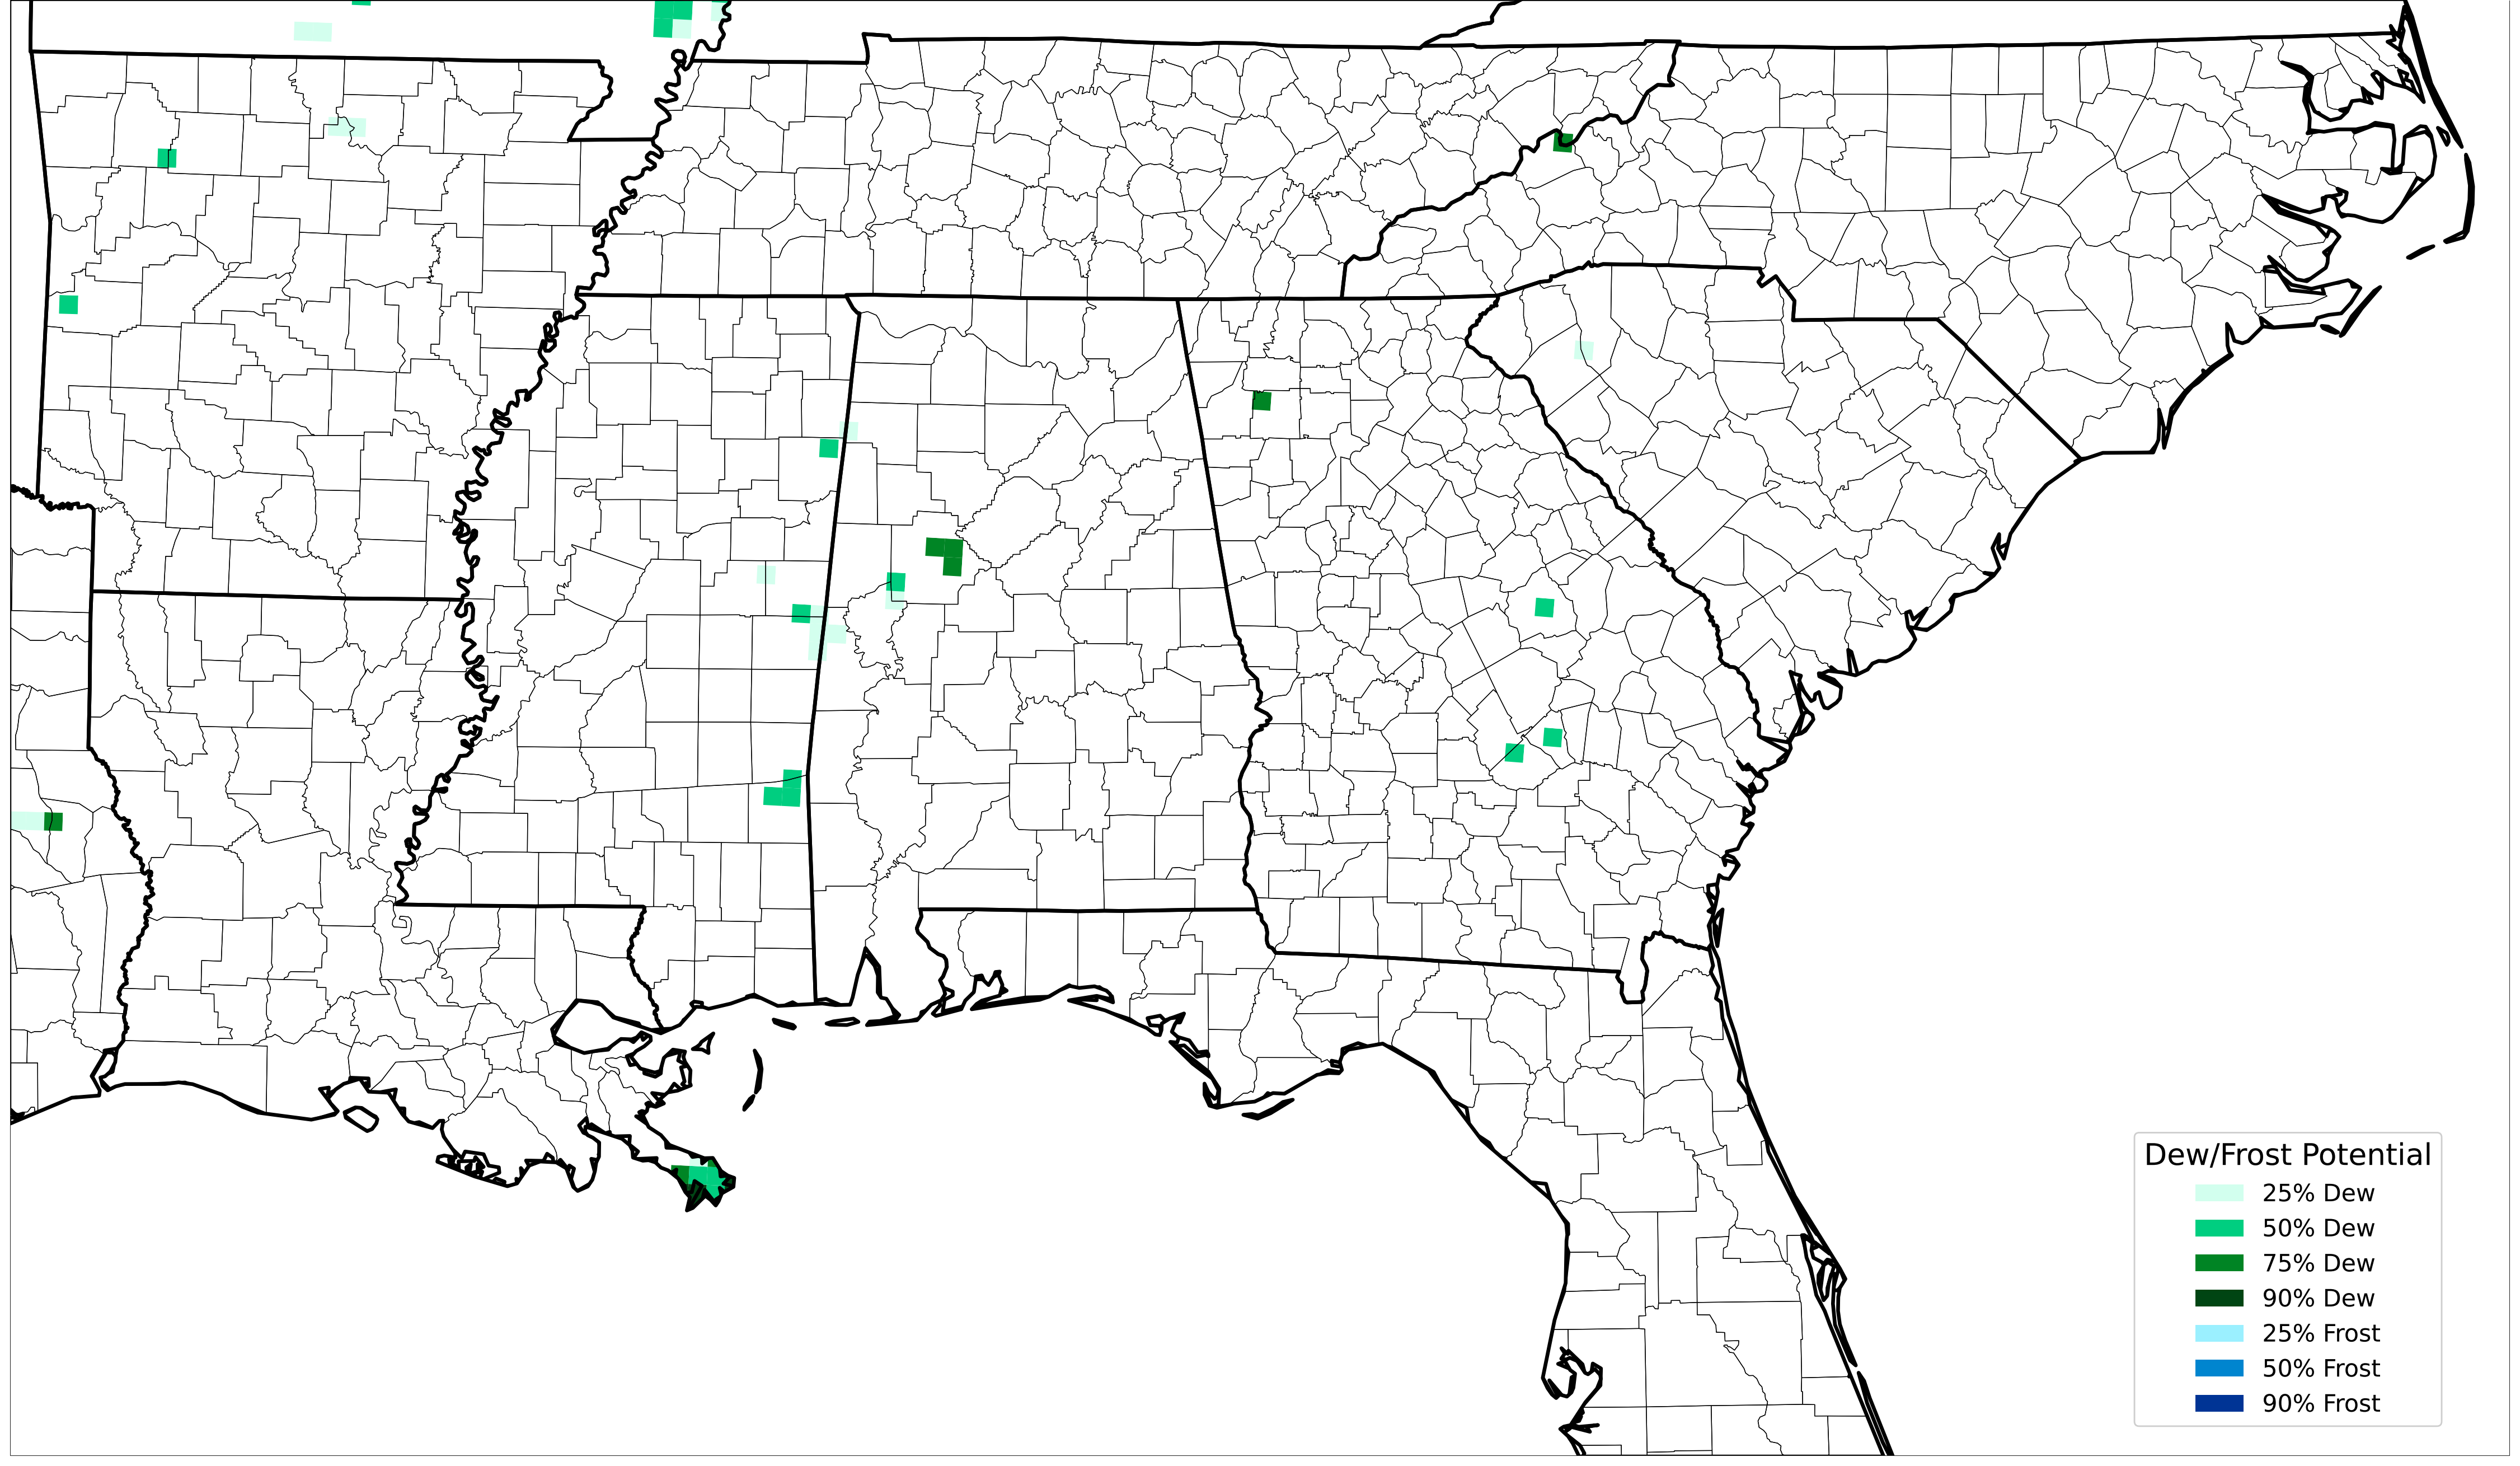 Dew/Frost Potential
25% Dew
50% Dew
75% Dew
90% Dew
25% Frost
50% Frost
90% Frost